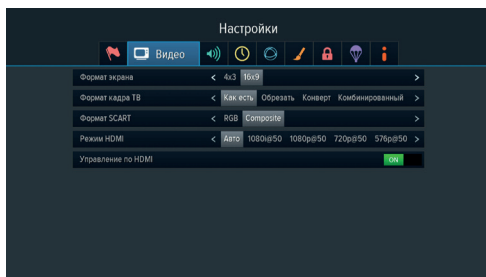 Настройки
Видео
Формат экрана < 4x3 16x9 >
Формат кадра ТВ < Как есть Обрезать Конверт Комбинированный >
Формат SCART < RGB Composite >
Режим HDMI < Авто 1080i@50 1080p@50 720p@50 576p@50 >
Управление по HDMI ON